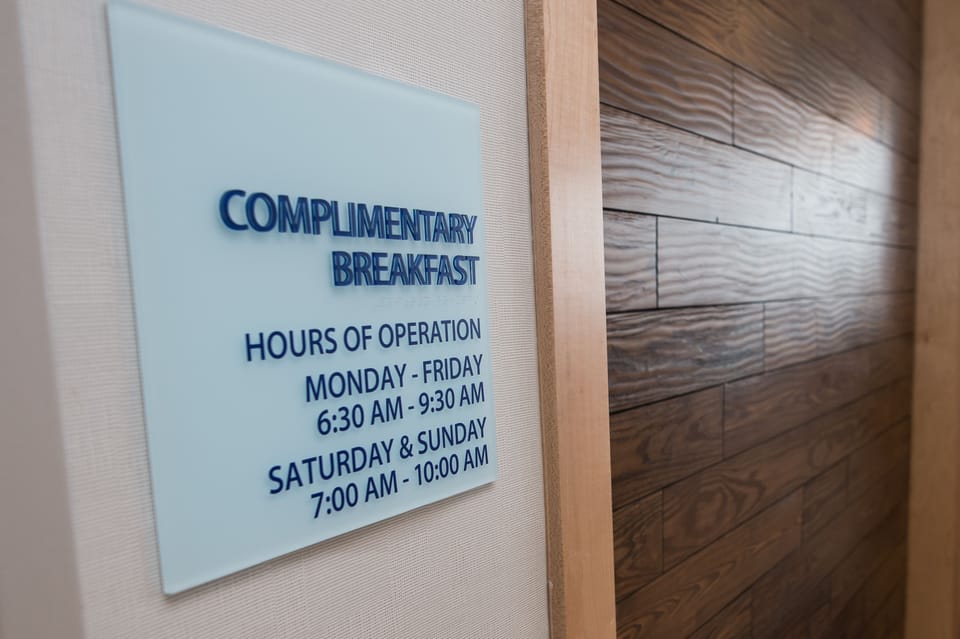 COMPLIMENTARY
BREAKFAST
HOURS OF OPERATION
MONDAY - FRIDAY
6:30 AM - 9:30 AM
SATURDAY & SUNDAY
7:00 AM - 10:00 AM